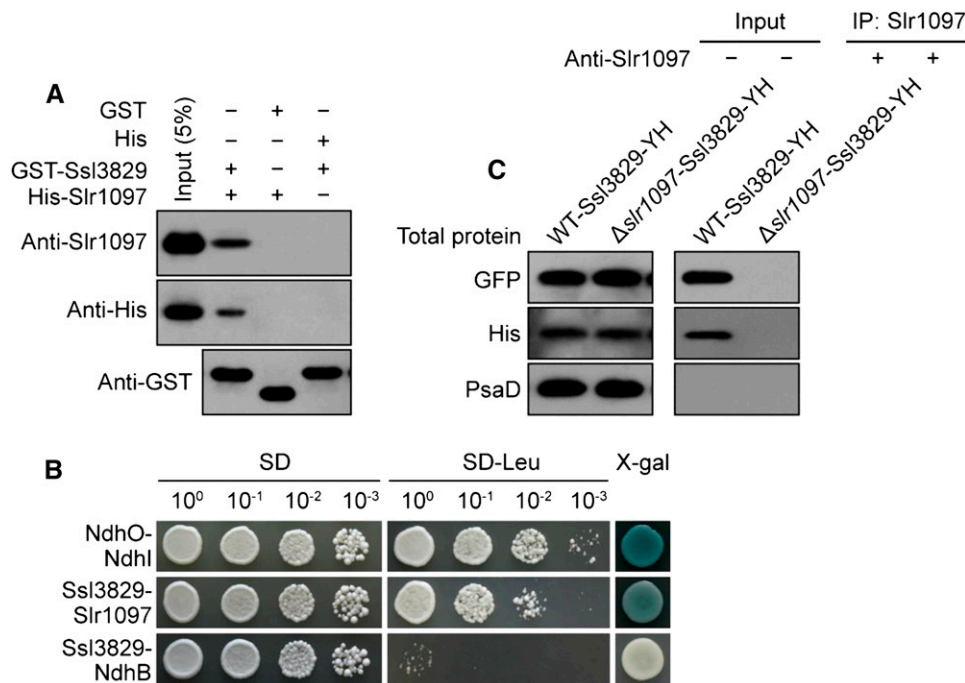 A
GST – + –
His – – +
GST-Ssl3829 + – +
His-Slr1097 + + –
Input (5%)
Anti-Slr1097
Anti-His
Anti-GST
Input IP: Slr1097
Anti-Slr1097 – – + +
C
WT-Ssl3829-YH
Δslr1097-Ssl3829-YH
WT-Ssl3829-YH
Δslr1097-Ssl3829-YH
Total protein
GFP
His
PsaD
B
SD SD-Leu X-gal
10⁰ 10⁻¹ 10⁻² 10⁻³ 10⁰ 10⁻¹ 10⁻² 10⁻³
NdhO-
NdhI
Ssl3829-
Slr1097
Ssl3829-
NdhB